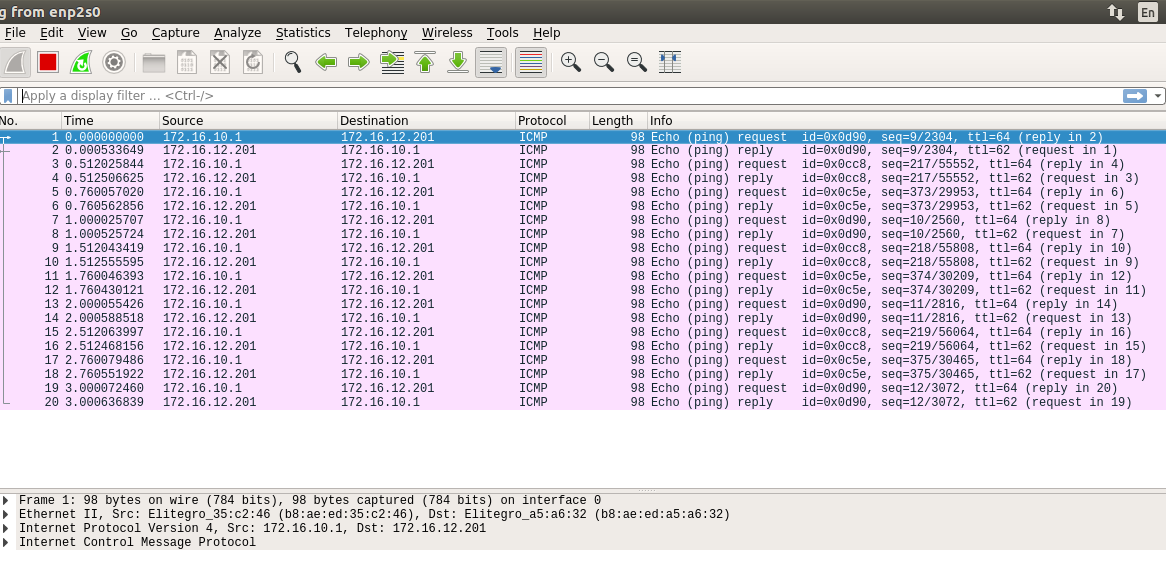 g from enp2s0 En
File Edit View Go Capture Analyze Statistics Telephony Wireless Tools Help
Apply a display filter ... <Ctrl-/>
No. Time Source Destination Protocol Length Info
1 0.000000000 172.16.10.1 172.16.12.201 ICMP 98 Echo (ping) request id=0x0d90, seq=9/2304, ttl=64 (reply in 2)
2 0.000533649 172.16.12.201 172.16.10.1 ICMP 98 Echo (ping) reply id=0x0d90, seq=9/2304, ttl=62 (request in 1)
3 0.512025844 172.16.10.1 172.16.12.201 ICMP 98 Echo (ping) request id=0x0cc8, seq=217/55552, ttl=64 (reply in 4)
4 0.512506625 172.16.12.201 172.16.10.1 ICMP 98 Echo (ping) reply id=0x0cc8, seq=217/55552, ttl=62 (request in 3)
5 0.760057020 172.16.10.1 172.16.12.201 ICMP 98 Echo (ping) request id=0x0c5e, seq=373/29953, ttl=64 (reply in 6)
6 0.760562856 172.16.12.201 172.16.10.1 ICMP 98 Echo (ping) reply id=0x0c5e, seq=373/29953, ttl=62 (request in 5)
7 1.000025707 172.16.10.1 172.16.12.201 ICMP 98 Echo (ping) request id=0x0d90, seq=10/2560, ttl=64 (reply in 8)
8 1.000525724 172.16.12.201 172.16.10.1 ICMP 98 Echo (ping) reply id=0x0d90, seq=10/2560, ttl=62 (request in 7)
9 1.512043419 172.16.10.1 172.16.12.201 ICMP 98 Echo (ping) request id=0x0cc8, seq=218/55808, ttl=64 (reply in 10)
10 1.512555595 172.16.12.201 172.16.10.1 ICMP 98 Echo (ping) reply id=0x0cc8, seq=218/55808, ttl=62 (request in 9)
11 1.760046393 172.16.10.1 172.16.12.201 ICMP 98 Echo (ping) request id=0x0c5e, seq=374/30209, ttl=64 (reply in 12)
12 1.760430121 172.16.12.201 172.16.10.1 ICMP 98 Echo (ping) reply id=0x0c5e, seq=374/30209, ttl=62 (request in 11)
13 2.000055426 172.16.10.1 172.16.12.201 ICMP 98 Echo (ping) request id=0x0d90, seq=11/2816, ttl=64 (reply in 14)
14 2.000588518 172.16.12.201 172.16.10.1 ICMP 98 Echo (ping) reply id=0x0d90, seq=11/2816, ttl=62 (request in 13)
15 2.512063997 172.16.10.1 172.16.12.201 ICMP 98 Echo (ping) request id=0x0cc8, seq=219/56064, ttl=64 (reply in 16)
16 2.512468156 172.16.12.201 172.16.10.1 ICMP 98 Echo (ping) reply id=0x0cc8, seq=219/56064, ttl=62 (request in 15)
17 2.760079486 172.16.10.1 172.16.12.201 ICMP 98 Echo (ping) request id=0x0c5e, seq=375/30465, ttl=64 (reply in 18)
18 2.760551922 172.16.12.201 172.16.10.1 ICMP 98 Echo (ping) reply id=0x0c5e, seq=375/30465, ttl=62 (request in 17)
19 3.000072460 172.16.10.1 172.16.12.201 ICMP 98 Echo (ping) request id=0x0d90, seq=12/3072, ttl=64 (reply in 20)
20 3.000636839 172.16.12.201 172.16.10.1 ICMP 98 Echo (ping) reply id=0x0d90, seq=12/3072, ttl=62 (request in 19)
Frame 1: 98 bytes on wire (784 bits), 98 bytes captured (784 bits) on interface 0
Ethernet II, Src: Elitegro_35:c2:46 (b8:ae:ed:35:c2:46), Dst: Elitegro_a5:a6:32 (b8:ae:ed:a5:a6:32)
Internet Protocol Version 4, Src: 172.16.10.1, Dst: 172.16.12.201
Internet Control Message Protocol